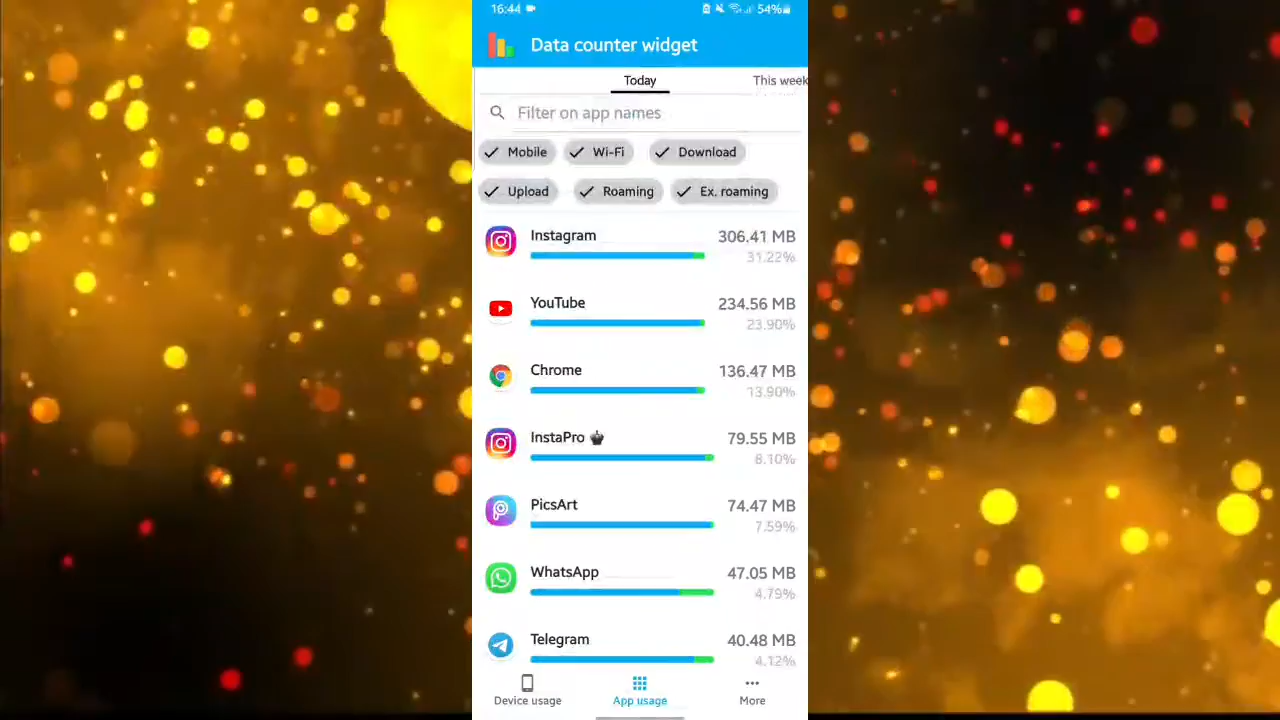 16:44 54%
Data counter widget
Today This week
Filter on app names
Mobile Wi-Fi Download
Upload Roaming Ex. roaming
Instagram 306.41 MB
31.22%
YouTube 234.56 MB
23.90%
Chrome 136.47 MB
13.90%
InstaPro 79.55 MB
8.10%
PicsArt 74.47 MB
7.59%
WhatsApp 47.05 MB
4.79%
Telegram 40.48 MB
4.12%
Device usage App usage More